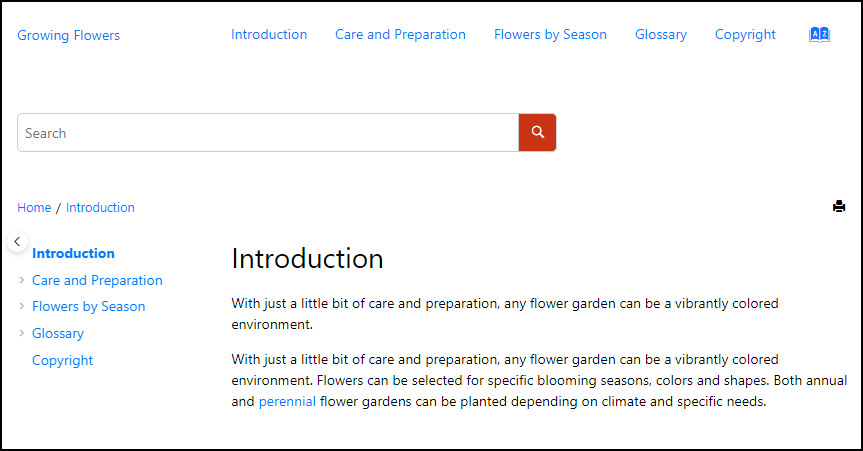 Growing Flowers
Introduction
Care and Preparation
Flowers by Season
Glossary
Copyright
A Z
Search
Home / Introduction
Introduction
Care and Preparation
Flowers by Season
Glossary
Copyright
Introduction
With just a little bit of care and preparation, any flower garden can be a vibrantly colored
environment.
With just a little bit of care and preparation, any flower garden can be a vibrantly colored
environment. Flowers can be selected for specific blooming seasons, colors and shapes. Both annual
and perennial flower gardens can be planted depending on climate and specific needs.